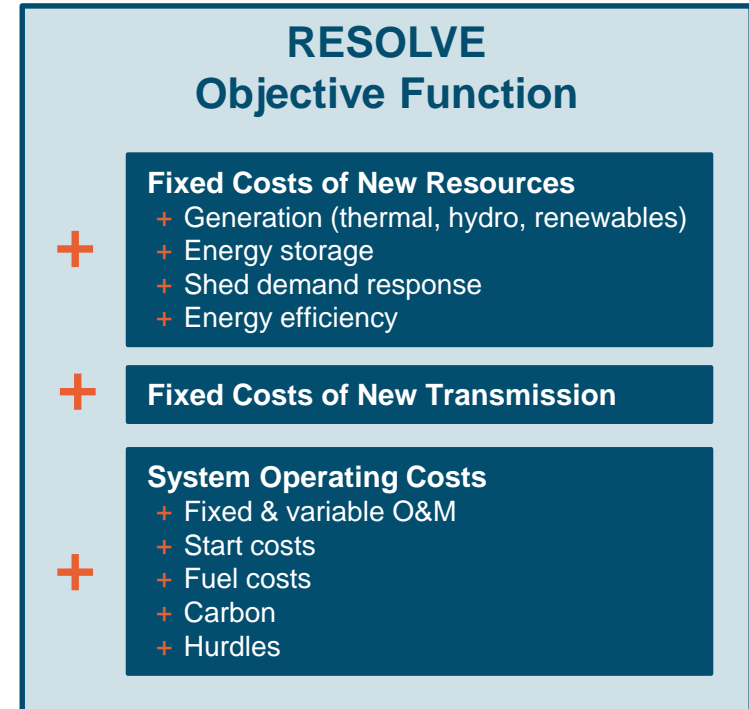 RESOLVE
Objective Function
+
Fixed Costs of New Resources
+ Generation (thermal, hydro, renewables)
+ Energy storage
+ Shed demand response
+ Energy efficiency
+
Fixed Costs of New Transmission
+
System Operating Costs
+ Fixed & variable O&M
+ Start costs
+ Fuel costs
+ Carbon
+ Hurdles